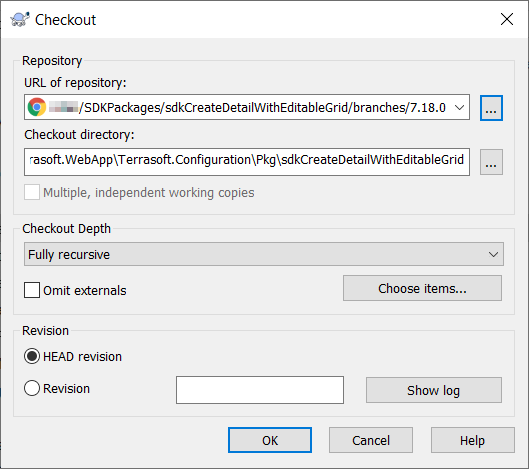 Checkout
Repository
URL of repository:
/SDKPackages/sdkCreateDetailWithEditableGrid/branches/7.18.0
...
Checkout directory:
rasoft.WebApp\Terrasoft.Configuration\Pkg\sdkCreateDetailWithEditableGrid
...
Multiple, independent working copies
Checkout Depth
Fully recursive
Omit externals
Choose items...
Revision
HEAD revision
Revision
Show log
OK
Cancel
Help